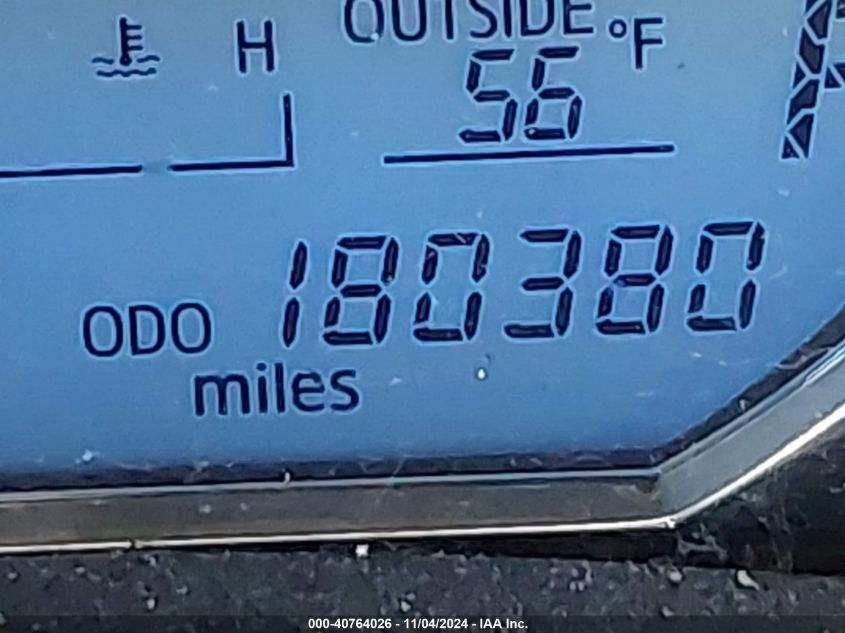 OUTSIDE °F
H
56
ODO 180380
miles
000-40764026 - 11/04/2024 - IAA Inc.